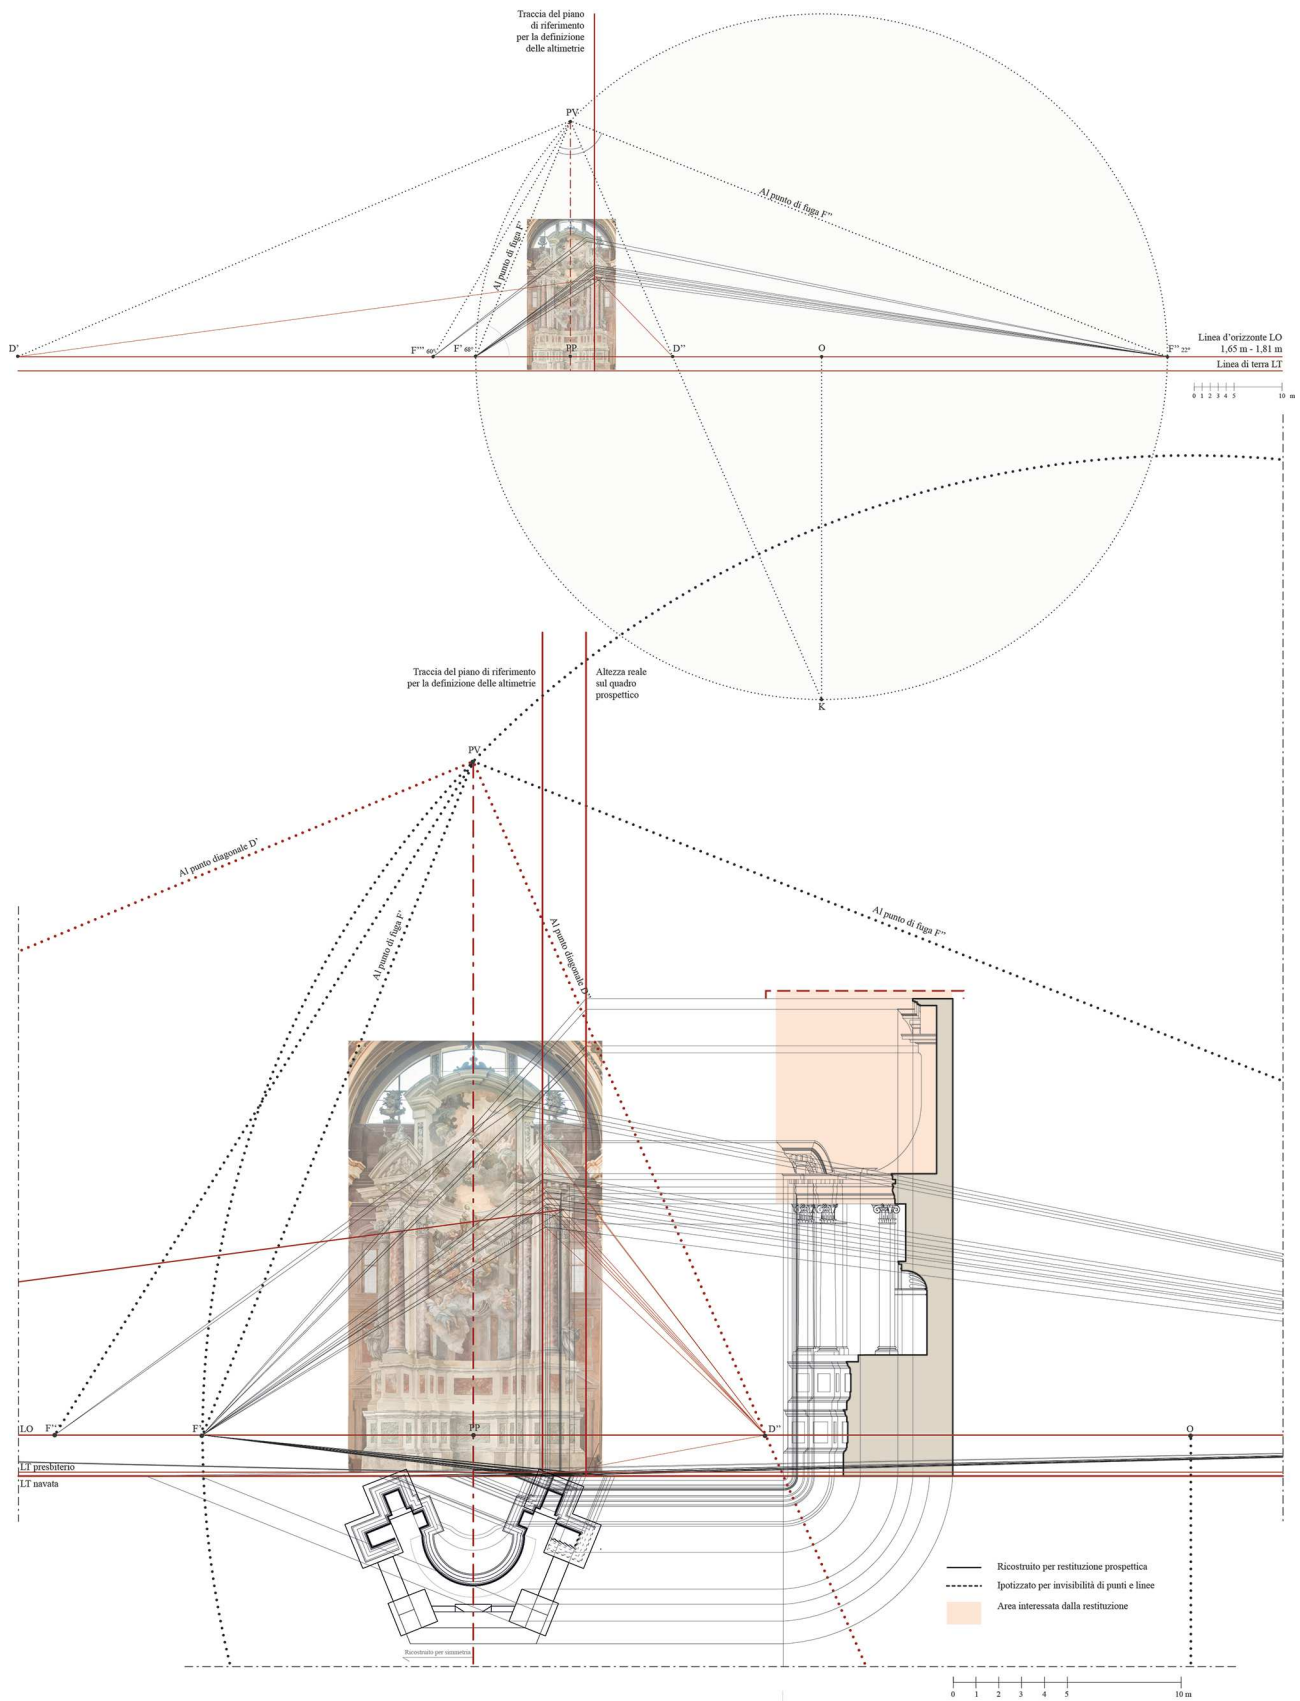 Traccia del piano
di riferimento
per la definizione
delle altimetrie
PV
Al punto di fuga F''
Al punto di fuga F'
D'
F''' 60°
F' 68°
PP
D''
O
F'' 22°
Linea d'orizzonte LO
1,65 m - 1,81 m
Linea di terra LT
0 1 2 3 4 5 10 m
K
Traccia del piano di riferimento
per la definizione delle altimetrie
Altezza reale
sul quadro
prospettico
PV
Al punto diagonale D'
Al punto di fuga F'
Al punto diagonale D''
Al punto di fuga F''
LO
F'''
F'
PP
D''
O
LT presbiterio
LT navata
Ricostruito per restituzione prospettica
Ipotizzato per invisibilità di punti e linee
Area interessata dalla restituzione
Ricostruito per simmetria
0 1 2 3 4 5 10 m